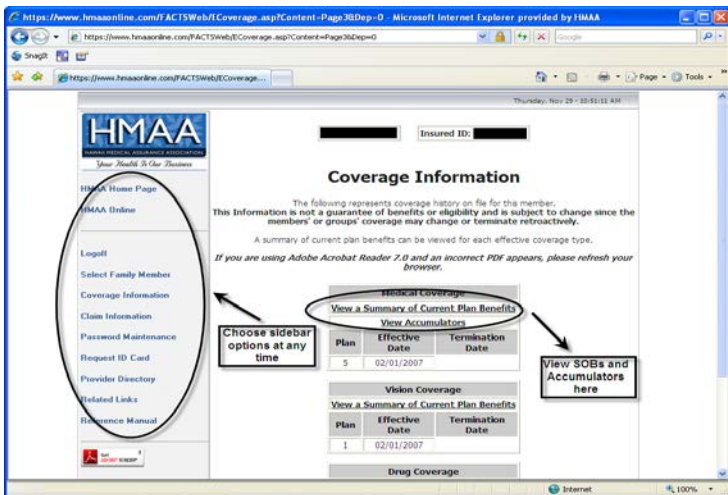 https://www.hmaaonline.com/FACTSWeb/ECoverage.asp?Content=Page3&Dep=0 - Microsoft Internet Explorer provided by HMAA
https://www.hmaaonline.com/FACTSWeb/ECoverage.asp?Content=Page3&Dep=0
Google
SnagIt
https://www.hmaaonline.com/FACTSWeb/ECoverage...
Page
Tools
Thursday, Nov 29 - 10:51:11 AM
HMAA
HAWAII MEDICAL ASSURANCE ASSOCIATION
Your Health Is Our Business
Insured ID:
HMAA Home Page
HMAA Online
Logoff
Select Family Member
Coverage Information
Claim Information
Password Maintenance
Request ID Card
Provider Directory
Related Links
Reference Manual
Coverage Information
The following represents coverage history on file for this member.
This Information is not a guarantee of benefits or eligibility and is subject to change since the
members' or groups' coverage may change or terminate
retroactively.
A summary of current plan benefits can be viewed for each effective coverage type.
If you are using Adobe Acrobat Reader 7.0 and an incorrect PDF appears, please refresh your
browser.
Choose sidebar
options at any
time
Medical Coverage
View a Summary of Current Plan Benefits
View Accumulators
Plan Effective Date Termination Date
5 02/01/2007
View SOBs and
Accumulators
here
Vision Coverage
View a Summary of Current Plan Benefits
Plan Effective Date Termination Date
1 02/01/2007
Drug Coverage
Internet
100%